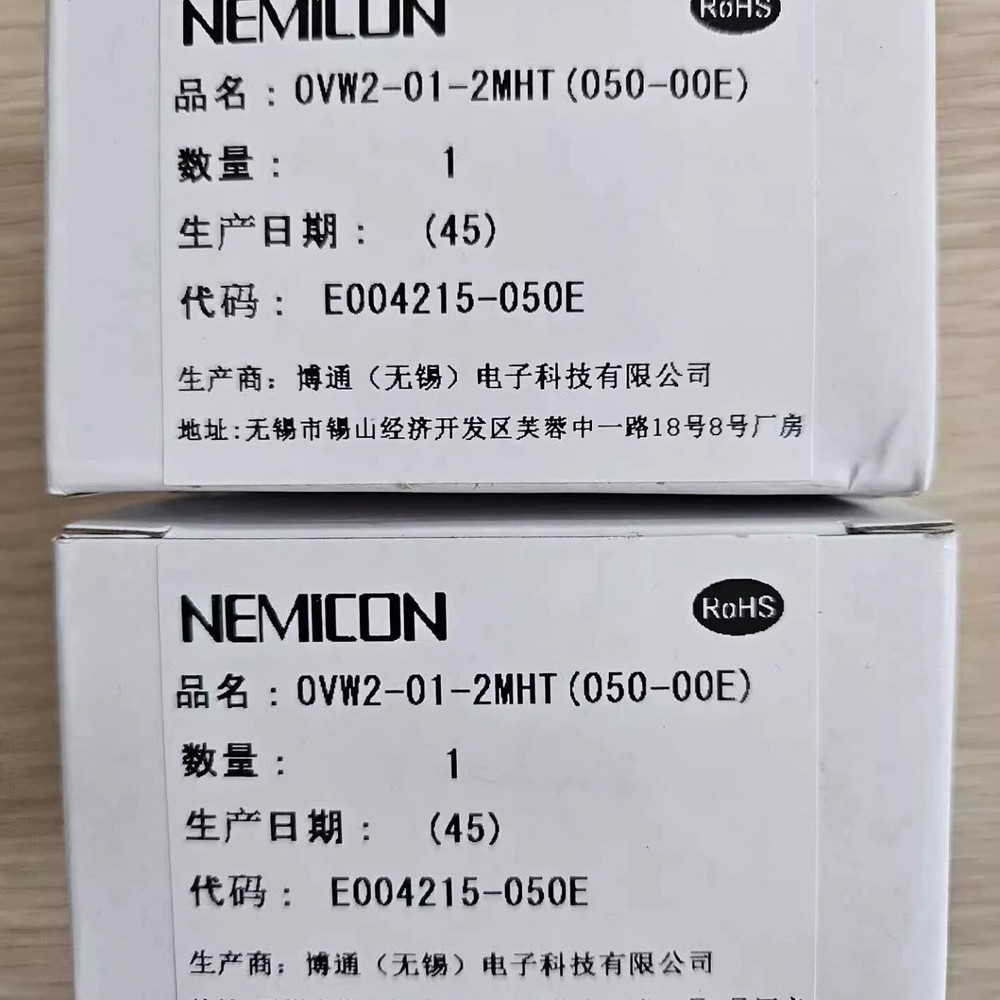 NEMICON
RoHS
品名：OVW2-01-2MHT(050-00E)
数量： 1
生产日期： (45)
代码： E004215-050E
生产商：博通（无锡）电子科技有限公司
地址:无锡市锡山经济开发区芙蓉中一路18号8号厂房
NEMICON
RoHS
品名：OVW2-01-2MHT(050-00E)
数量： 1
生产日期： (45)
代码： E004215-050E
生产商：博通（无锡）电子科技有限公司